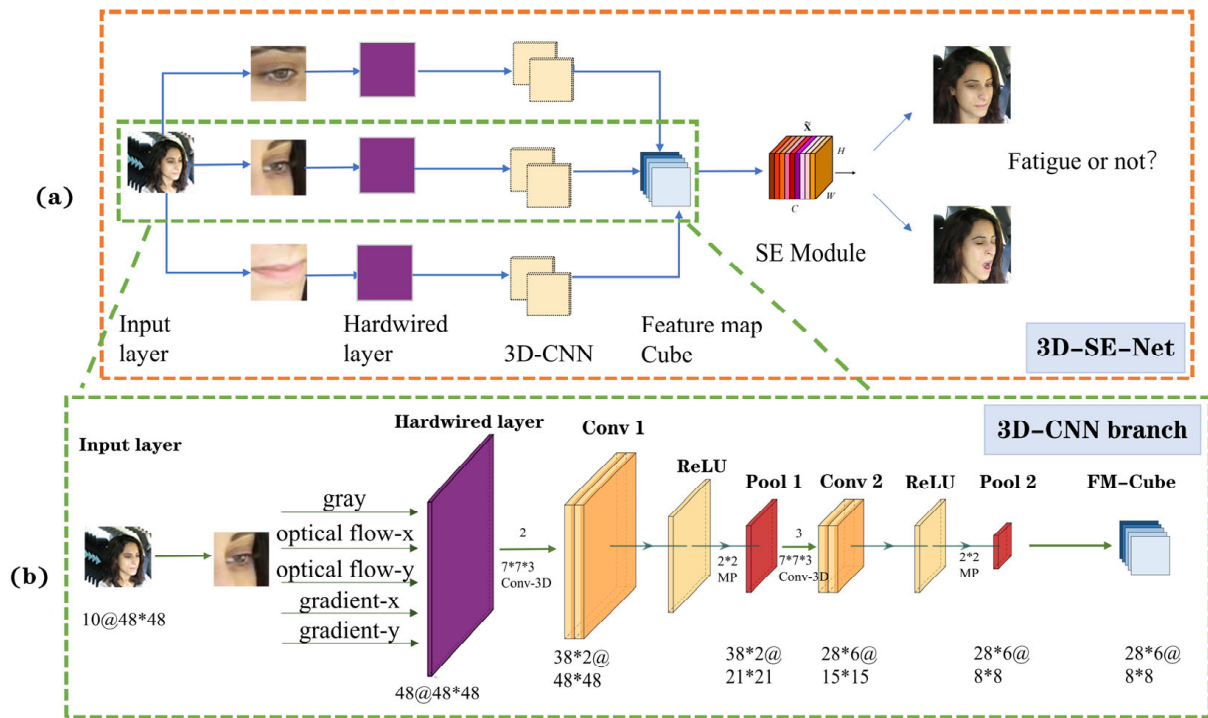 (a)
X̃
H
W
C
SE Module
Fatigue or not?
Input
layer
Hardwired
layer
3D-CNN
Feature map
Cube
3D-SE-Net
(b)
3D-CNN branch
Input layer
Hardwired layer
Conv 1
ReLU
Pool 1
Conv 2
ReLU
Pool 2
FM-Cube
gray
optical flow-x
optical flow-y
gradient-x
gradient-y
2
7*7*3
Conv-3D
2*2
MP
3
7*7*3
Conv-3D
2*2
MP
10@48*48
48@48*48
38*2@
48*48
38*2@
21*21
28*6@
15*15
28*6@
8*8
28*6@
8*8